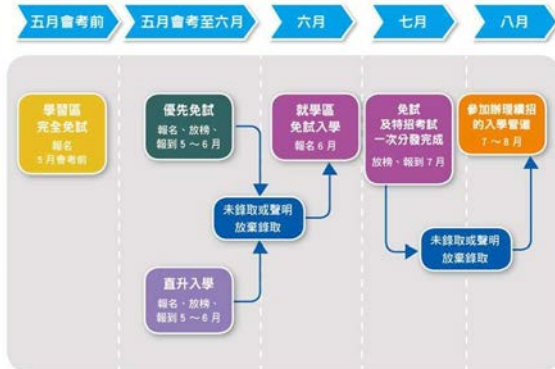 五月會考前
五月會考至六月
六月
七月
八月
學習區
完全免試
報名
5月會考前
優先免試
報名、放榜、
報到 5～6月
就學區
免試入學
報名 6月
免試
及特招考試
一次分發完成
放榜、報到 7月
參加辦理續招
的入學管道
7～8月
未錄取或聲明
放棄錄取
未錄取或聲明
放棄錄取
直升入學
報名、放榜、
報到 5～6月